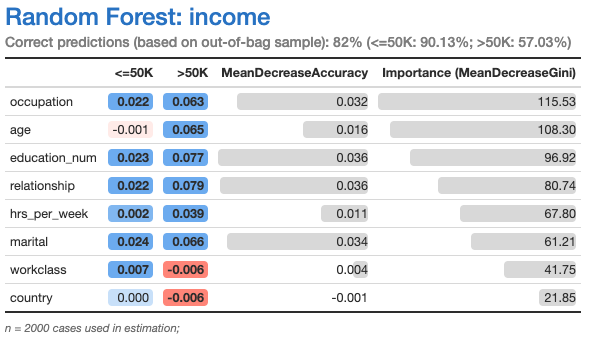 Random Forest: income
Correct predictions (based on out-of-bag sample): 82% (<=50K: 90.13%; >50K: 57.03%)
<=50K >50K MeanDecreaseAccuracy Importance (MeanDecreaseGini)
occupation 0.022 0.063 0.032 115.53
age -0.001 0.065 0.016 108.30
education_num 0.023 0.077 0.036 96.92
relationship 0.022 0.079 0.036 80.74
hrs_per_week 0.002 0.039 0.011 67.80
marital 0.024 0.066 0.034 61.21
workclass 0.007 -0.006 0.004 41.75
country 0.000 -0.006 -0.001 21.85
n = 2000 cases used in estimation;